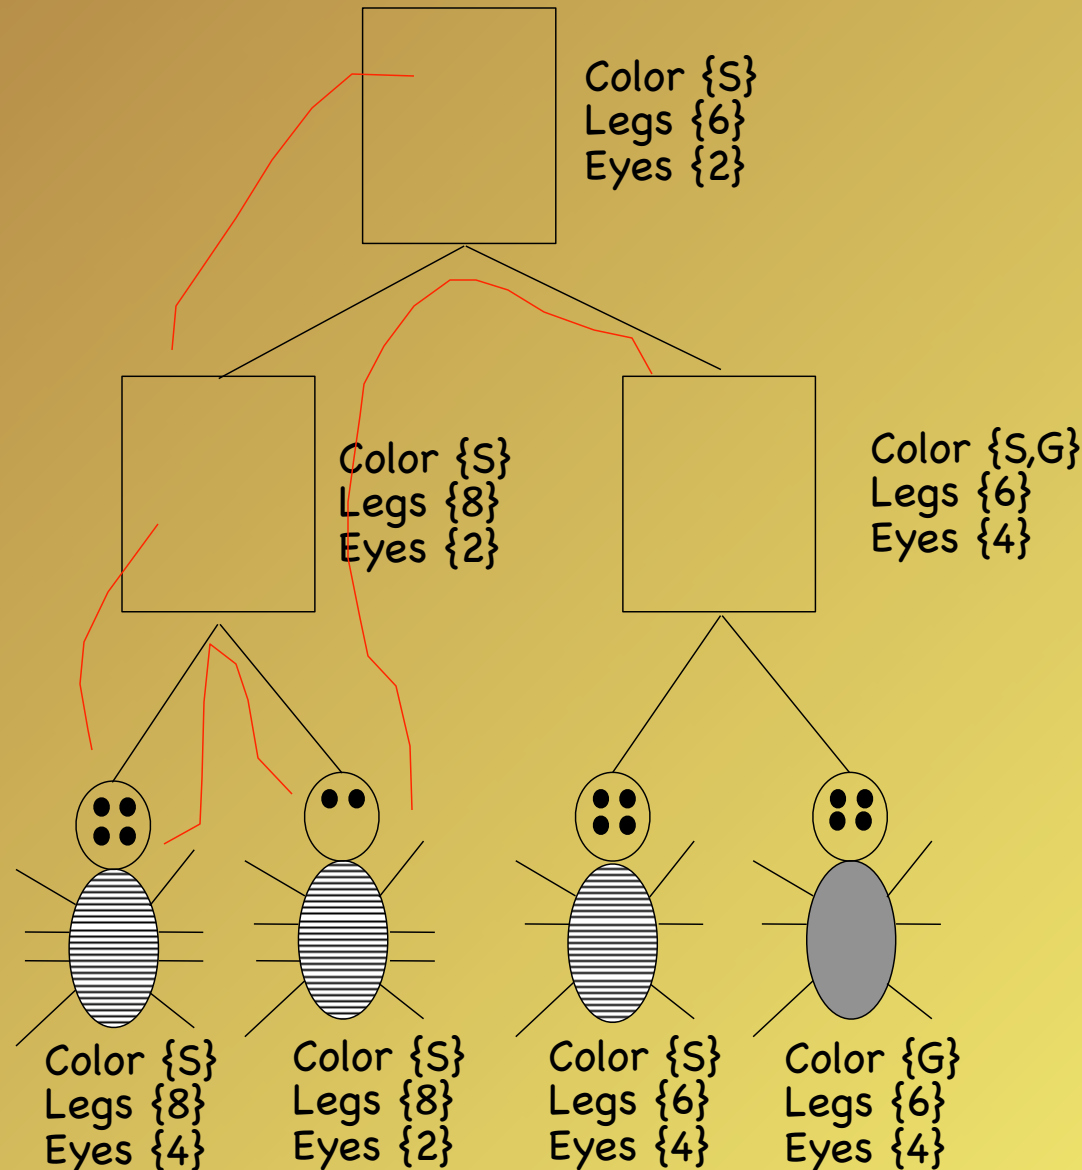 Color {S}
Legs {6}
Eyes {2}
Color {S}
Legs {8}
Eyes {2}
Color {S,G}
Legs {6}
Eyes {4}
Color {S}
Legs {8}
Eyes {4}
Color {S}
Legs {8}
Eyes {2}
Color {S}
Legs {6}
Eyes {4}
Color {G}
Legs {6}
Eyes {4}